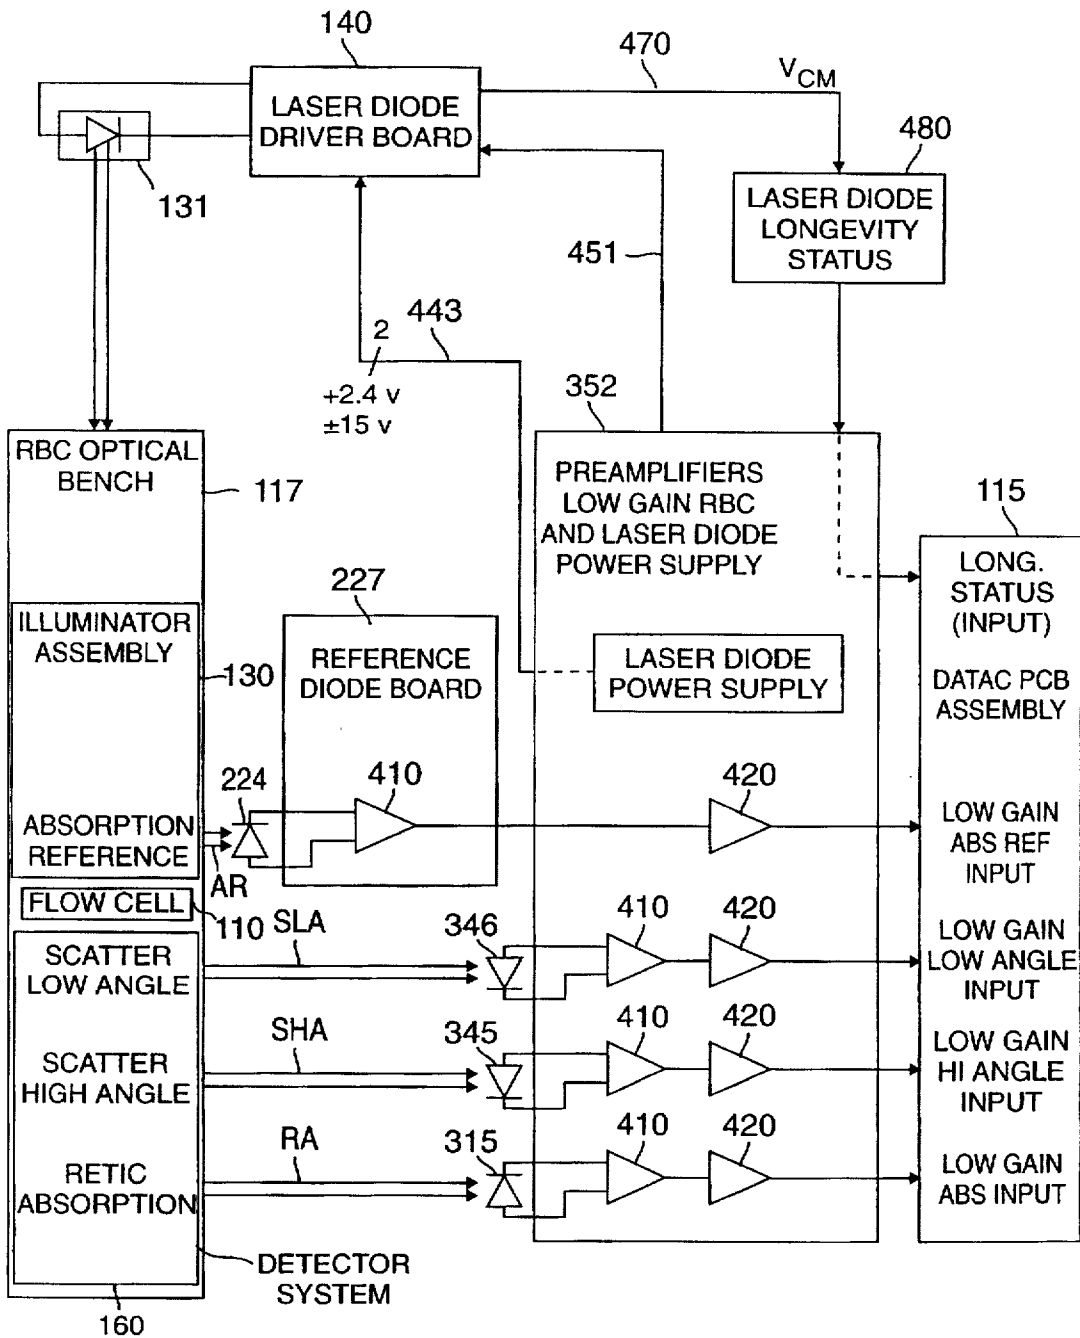 140
470
V_CM
LASER DIODE
DRIVER BOARD
480
131
LASER DIODE
LONGEVITY
STATUS
451
443
2
+2.4 v
±15 v
352
RBC OPTICAL
BENCH
117
PREAMPLIFIERS
LOW GAIN RBC
AND LASER DIODE
POWER SUPPLY
115
LONG.
STATUS
(INPUT)
227
ILLUMINATOR
ASSEMBLY
130
REFERENCE
DIODE BOARD
LASER DIODE
POWER SUPPLY
DATAC PCB
ASSEMBLY
224
410
420
ABSORPTION
REFERENCE
AR
LOW GAIN
ABS REF
INPUT
FLOW CELL
110
SLA
346
410
420
SCATTER
LOW ANGLE
LOW GAIN
LOW ANGLE
INPUT
SHA
345
410
420
SCATTER
HIGH ANGLE
LOW GAIN
HI ANGLE
INPUT
RA
315
410
420
RETIC
ABSORPTION
LOW GAIN
ABS INPUT
DETECTOR
SYSTEM
160